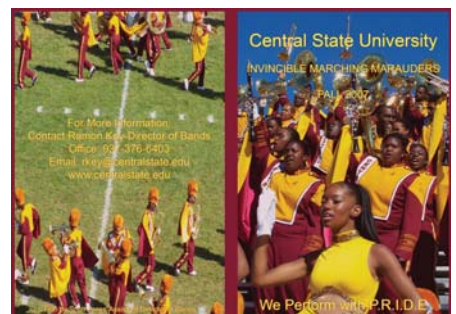 For More Information:
Contact Ramon Key-Director of Bands
Office: 937-376-6403
Email: rkey@centralstate.edu
www.centralstate.edu
Central State University
INVINCIBLE MARCHING MARAUDERS
FALL 2007
We Perform with P.R.I.D.E